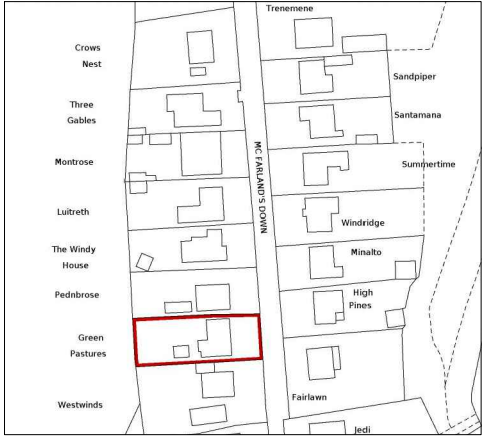 Trenemene
Crows
Nest
Sandpiper
Three
Gables
Santamana
MC FARLAND'S DOWN
Montrose
Summertime
Luitreth
Windridge
The Windy
House
Minalto
Pednbrose
High
Pines
Green
Pastures
Westwinds
Fairlawn
Jedi